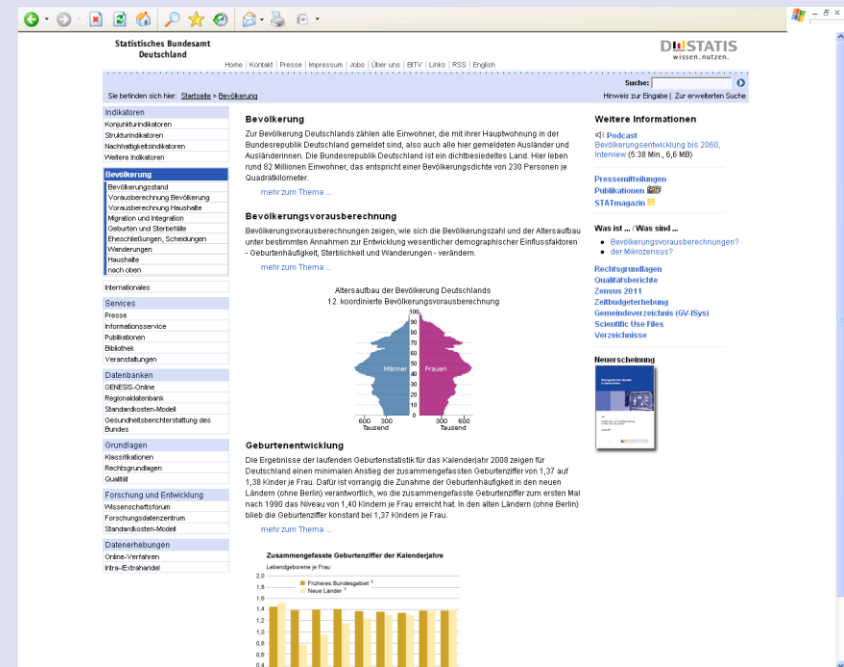 Statistisches Bundesamt
Deutschland
DESTATIS
wissen.nutzen.
Home | Kontakt | Presse | Impressum | Jobs | Über uns | BITV | Links | RSS | English
Suche:
Sie befinden sich hier: Startseite > Bevölkerung
Hinweis zur Eingabe | Zur erweiterten Suche
Indikatoren
Konjunkturindikatoren
Strukturindikatoren
Nachhaltigkeitsindikatoren
Weitere Indikatoren
Bevölkerung
Bevölkerungsstand
Vorausberechnung Bevölkerung
Vorausberechnung Haushalte
Migration und Integration
Geburten und Sterbefälle
Eheschließungen, Scheidungen
Wanderungen
Haushalte
nach oben
Internationales
Services
Presse
Informationsservice
Publikationen
Bibliothek
Veranstaltungen
Datenbanken
GENESIS-Online
Regionaldatenbank
Standardkosten-Modell
Gesundheitsberichterstattung des
Bundes
Grundlagen
Klassifikationen
Rechtsgrundlagen
Qualität
Forschung und Entwicklung
Wissenschaftsforum
Forschungsdatenzentrum
Standardkosten-Modell
Datenerhebungen
Online-Verfahren
Intra-/Extrahandel
Bevölkerung
Zur Bevölkerung Deutschlands zählen alle Einwohner, die mit ihrer Hauptwohnung in der
Bundesrepublik Deutschland gemeldet sind, also auch alle hier gemeldeten Ausländer und
Ausländerinnen. Die Bundesrepublik Deutschland ist ein dichtbesiedeltes Land. Hier leben
rund 82 Millionen Einwohner, das entspricht einer Bevölkerungsdichte von 230 Personen je
Quadratkilometer.
mehr zum Thema ...
Bevölkerungsvorausberechnung
Bevölkerungsvorausberechnungen zeigen, wie sich die Bevölkerungszahl und der Altersaufbau
unter bestimmten Annahmen zur Entwicklung wesentlicher demographischer Einflussfaktoren
- Geburtenhäufigkeit, Sterblichkeit und Wanderungen - verändern.
mehr zum Thema ...
Altersaufbau der Bevölkerung Deutschlands
12. koordinierte Bevölkerungsvorausberechnung
100
90
80
70
60
50
Männer
Frauen
40
30
20
10
0
600 300 300 600
Tausend Tausend
Geburtenentwicklung
Die Ergebnisse der laufenden Geburtenstatistik für das Kalenderjahr 2008 zeigen für
Deutschland einen minimalen Anstieg der zusammengefassten Geburtenziffer von 1,37 auf
1,38 Kinder je Frau. Dafür ist vorrangig die Zunahme der Geburtenhäufigkeit in den neuen
Ländern (ohne Berlin) verantwortlich, wo die zusammengefasste Geburtenziffer zum ersten Mal
nach 1990 das Niveau von 1,40 Kindern je Frau erreicht hat. In den alten Ländern (ohne Berlin)
blieb die Geburtenziffer konstant bei 1,37 Kindern je Frau.
mehr zum Thema ...
Zusammengefasste Geburtenziffer der Kalenderjahre
Lebendgeborene je Frau
2,0
1,8
Früheres Bundesgebiet
Neue Länder
1,6
1,4
1,2
1,0
0,8
0,6
0,4
Weitere Informationen
Podcast
Bevölkerungsentwicklung bis 2060,
Interview (5:38 Min., 6,6 MB)
Pressemitteilungen
Publikationen
STATmagazin
Was ist ... / Was sind ...
Bevölkerungsvorausberechnungen?
der Mikrozensus?
Rechtsgrundlagen
Qualitätsberichte
Zensus 2011
Zeitbudgeterhebung
Gemeindeverzeichnis (GV-ISys)
Scientific Use Files
Verzeichnisse
Neuerscheinung